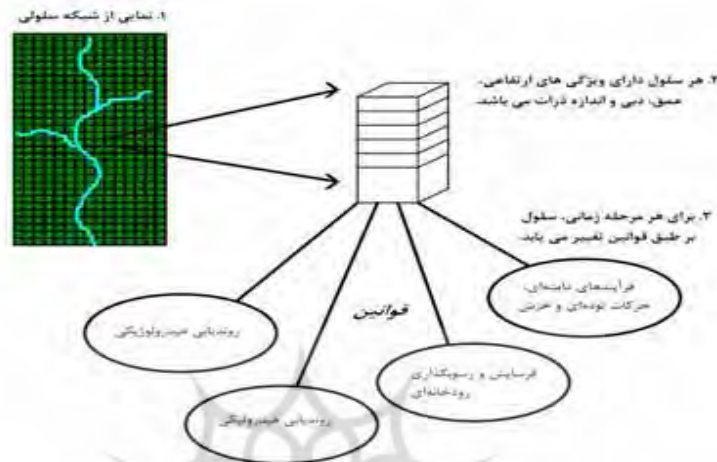 ۱. نمایی از شبکه سلولی
۲. هر سلول دارای ویژگی های ارتفاعی،
عمق، دبی و اندازه ذرات می باشد.
۳. برای هر مرحله زمانی، سلول
بر طبق قوانین تغییر می یابد.
فرآیندهای دامنه‌ای،
حرکات توده‌ای و خزش
قوانین
روندیابی هیدرولوژیکی
فرسایش و رسوبگذاری
رودخانه‌ای
روندیابی هیدرولیکی